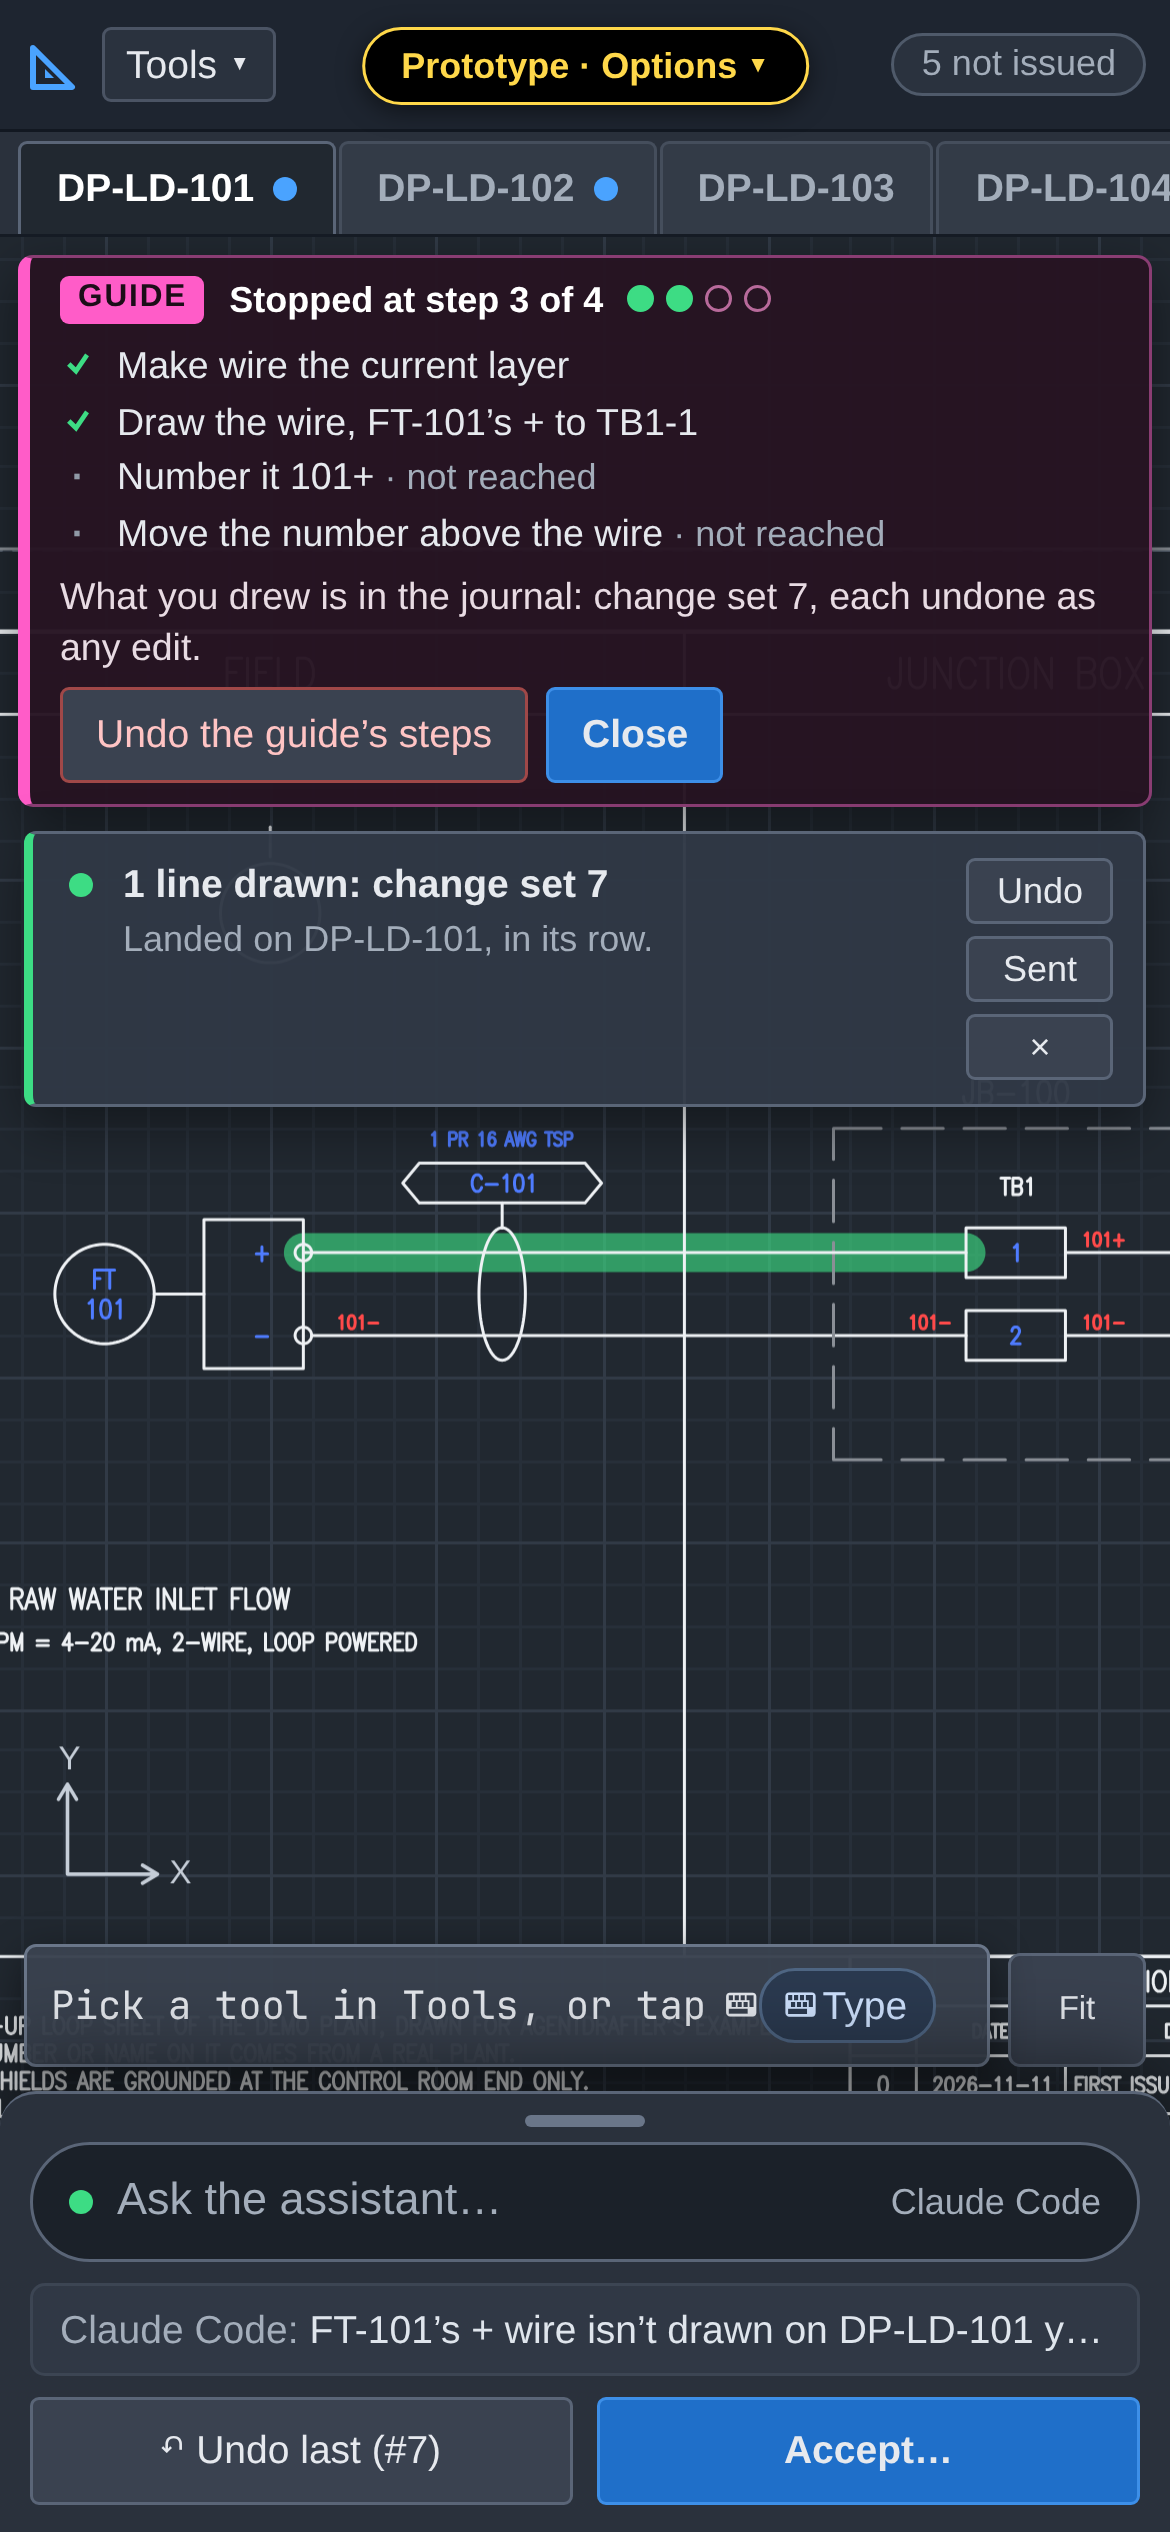 Tools ▾
Prototype · Options ▾
5 not issued
DP-LD-101
DP-LD-102
DP-LD-103
DP-LD-104
GUIDE Stopped at step 3 of 4
Make wire the current layer
Draw the wire, FT-101’s + to TB1-1
Number it 101+ · not reached
Move the number above the wire · not reached
What you drew is in the journal: change set 7, each undone as
any edit.
FIELD
JUNCTION BOX
Undo the guide’s steps
Close
1 line drawn: change set 7
Landed on DP-LD-101, in its row.
Undo
Sent
×
JB-100
1 PR 16 AWG TSP
C-101
TB1
+ 1 101+
FT
101
− 101- 101- 2 101-
RAW WATER INLET FLOW
PM = 4-20 mA, 2-WIRE, LOOP POWERED
Y
X
Pick a tool in Tools, or tap ⌨
⌨ Type
Fit
HIELDS ARE GROUNDED AT THE CONTROL ROOM END ONLY.
0 2026-11-11 FIRST ISSU
Ask the assistant…
Claude Code
Claude Code: FT-101’s + wire isn’t drawn on DP-LD-101 y…
Undo last (#7)
Accept…